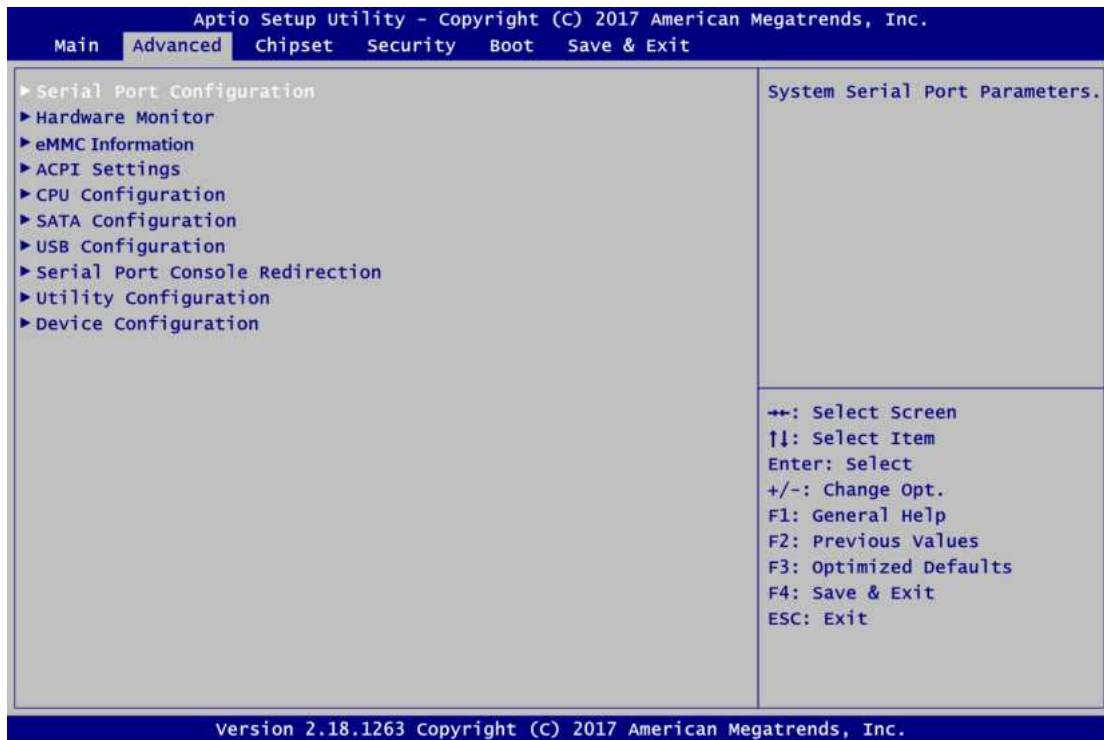 Aptio Setup Utility - Copyright (C) 2017 American Megatrends, Inc.
Main Advanced Chipset Security Boot Save & Exit
▶ Serial Port Configuration
▶ Hardware Monitor
▶ eMMC Information
▶ ACPI Settings
▶ CPU Configuration
▶ SATA Configuration
▶ USB Configuration
▶ Serial Port Console Redirection
▶ Utility Configuration
▶ Device Configuration
System Serial Port Parameters.
→←: Select Screen
↑↓: Select Item
Enter: Select
+/-: Change Opt.
F1: General Help
F2: Previous Values
F3: Optimized Defaults
F4: Save & Exit
ESC: Exit
Version 2.18.1263 Copyright (C) 2017 American Megatrends, Inc.